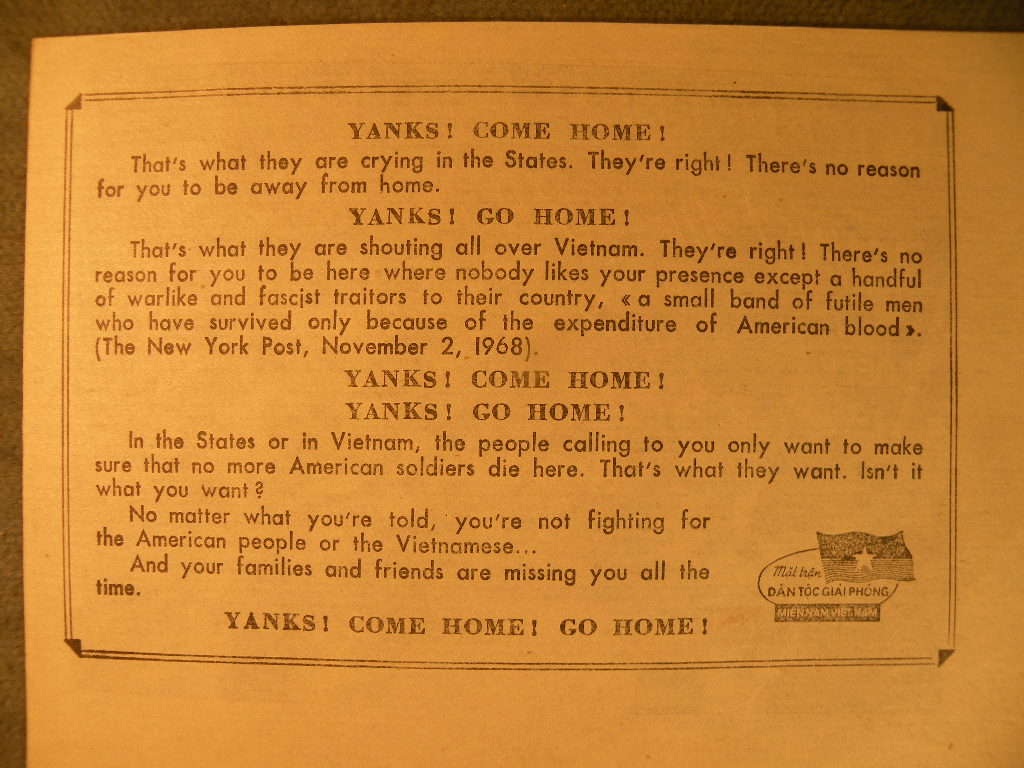 YANKS! COME HOME!
That's what they are crying in the States. They're right! There's no reason
for you to be away from home.
YANKS! GO HOME!
That's what they are shouting all over Vietnam. They're right! There's no
reason for you to be here where nobody likes your presence except a handful
of warlike and fascist traitors to their country, « a small band of futile men
who have survived only because of the expenditure of American blood ».
(The New York Post, November 2, 1968).
YANKS! COME HOME!
YANKS! GO HOME!
In the States or in Vietnam, the people calling to you only want to make
sure that no more American soldiers die here. That's what they want. Isn't it
what you want?
No matter what you're told, you're not fighting for
the American people or the Vietnamese...
And your families and friends are missing you all the
time.
Mặt trận
DÂN TỘC GIẢI PHÓNG
MIỀN NAM VIỆT NAM
YANKS! COME HOME! GO HOME!